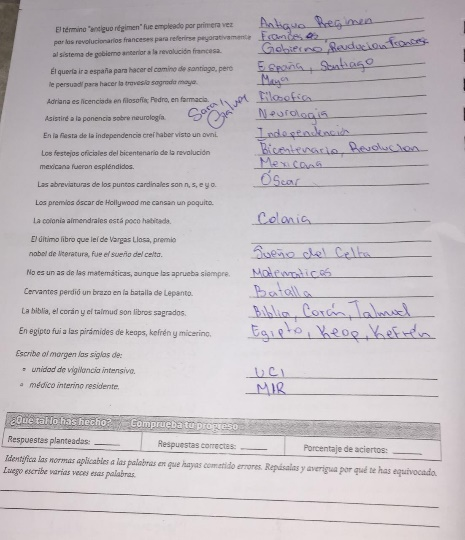 El término "antiguo régimen" fue empleado por primera vez Antiguo Regimen
por los revolucionarios franceses para referirse peyorativamente Franceses
al sistema de gobierno anterior a la revolución francesa. Gobierno, Revolucion Francesa
Él quería ir a españa para hacer el camino de santiago, pero España, Santiago
le persuadí para hacer la travesía sagrada maya. Maya
Adriana es licenciada en filosofía; Pedro, en farmacia. Filosofia
Asistiré a la ponencia sobre neurología. Neurologia
En la fiesta de la independencia creí haber visto un ovni. Independencia
Los festejos oficiales del bicentenario de la revolución Bicentenario, Revolucion
mexicana fueron espléndidos. Mexicana
Las abreviaturas de los puntos cardinales son n, s, e y o. Óscar
Los premios óscar de Hollywood me cansan un poquito.
La colonia almendrales está poco habitada. Colonia
El último libro que leí de Vargas Llosa, premio
nobel de literatura, fue el sueño del celta. Sueño del Celta
No es un as de las matemáticas, aunque las aprueba siempre. Matematicas
Cervantes perdió un brazo en la batalla de Lepanto. Batalla
La biblia, el corán y el talmud son libros sagrados. Biblia, Corán, Talmud
En egipto fui a las pirámides de keops, kefrén y micerino. Egipto, Keop, Kefrén
Escribe al margen las siglas de:
unidad de vigilancia intensiva. UCI
médico interino residente. MIR
¿Qué tal lo has hecho? Comprueba tu progreso
Respuestas planteadas: Respuestas correctas: Porcentaje de aciertos:
Identifica las normas aplicables a las palabras en que hayas cometido errores. Repásalas y averigua por qué te has equivocado.
Luego escribe varias veces esas palabras.